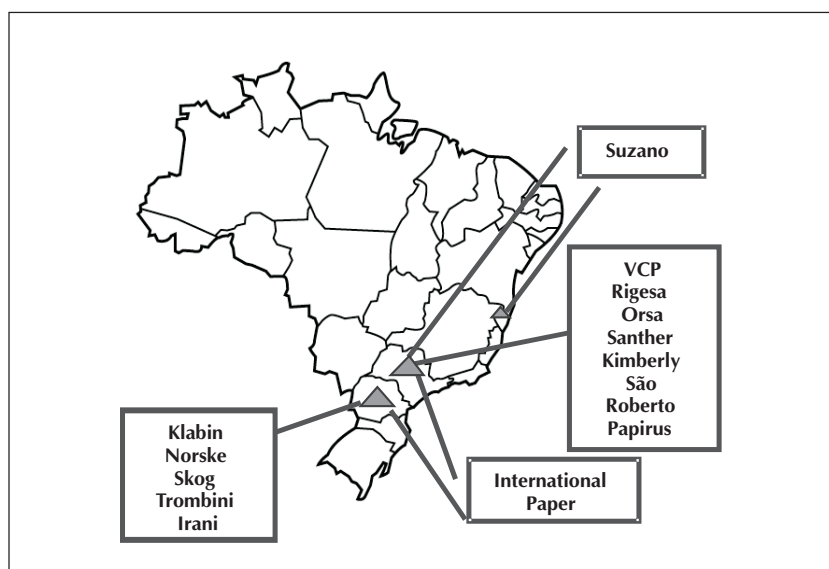 Suzano
VCP
Rigesa
Orsa
Santher
Kimberly
São
Roberto
Papirus
Klabin
Norske
Skog
Trombini
Irani
International
Paper